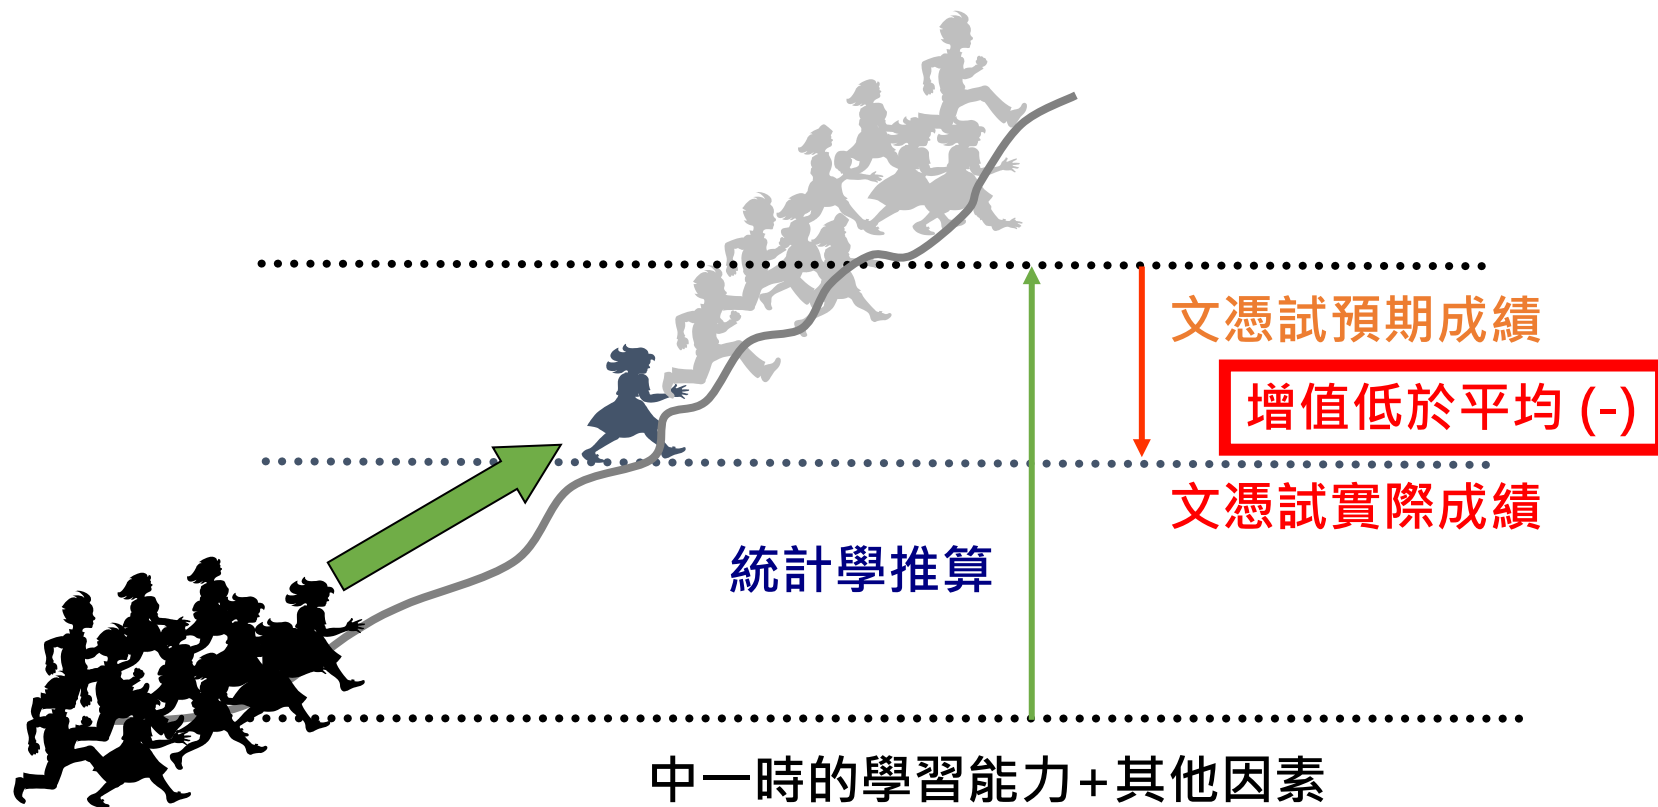 文憑試預期成績
增值低於平均 (-)
文憑試實際成績
統計學推算
中一時的學習能力+其他因素